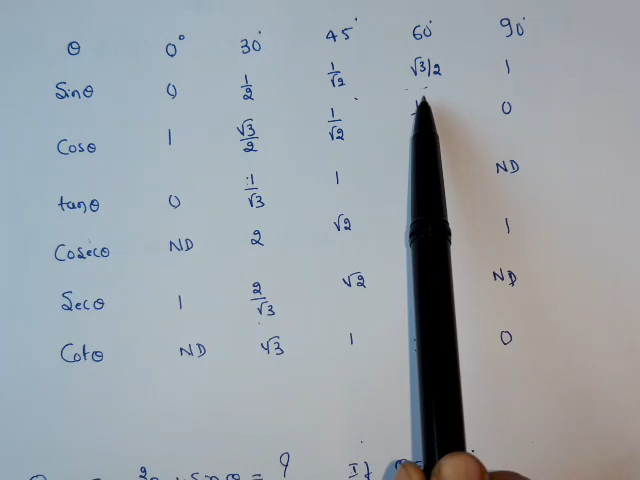 θ 0° 30° 45° 60° 90°
Sinθ 0 1/2 1/√2 √3/2 1
Cosθ 1 √3/2 1/√2 0
tanθ 0 1/√3 1 ND
Cosecθ ND 2 √2 1
Secθ 1 2/√3 √2 ND
Cotθ ND √3 1 0
= ? If